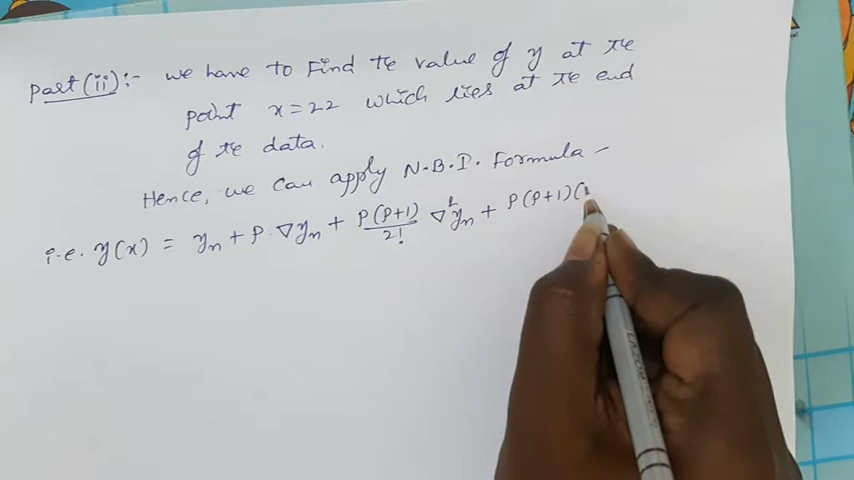 Part (ii):- we have to Find the value of y at the
point x=22 which lies at the end
of the data.
Hence, we can apply N.B.I. Formula -
i.e. y(x) = yₙ + P.∇yₙ + P(P+1)/2! ∇²yₙ + P(P+1)(